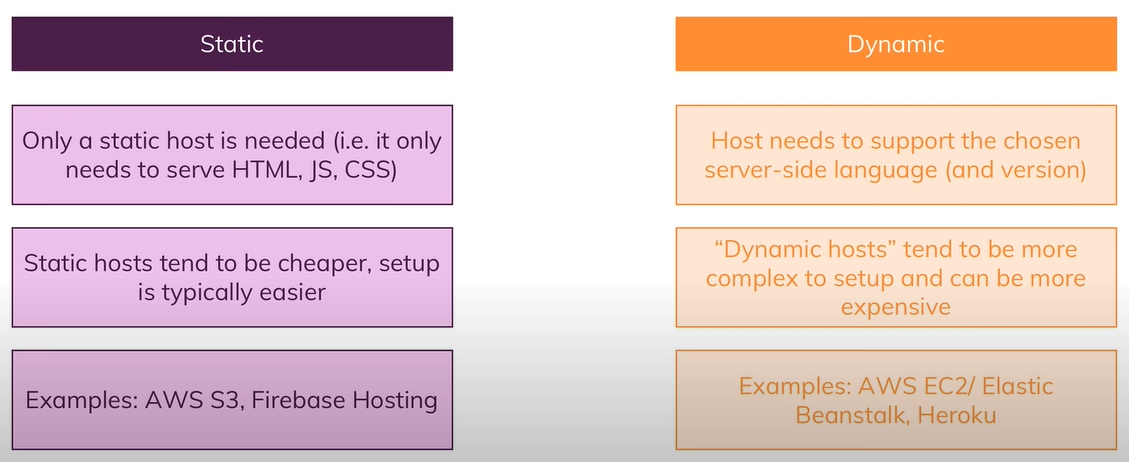 Static
Only a static host is needed (i.e. it only
needs to serve HTML, JS, CSS)
Static hosts tend to be cheaper, setup
is typically easier
Examples: AWS S3, Firebase Hosting
Dynamic
Host needs to support the chosen
server-side language (and version)
“Dynamic hosts” tend to be more
complex to setup and can be more
expensive
Examples: AWS EC2/ Elastic
Beanstalk, Heroku